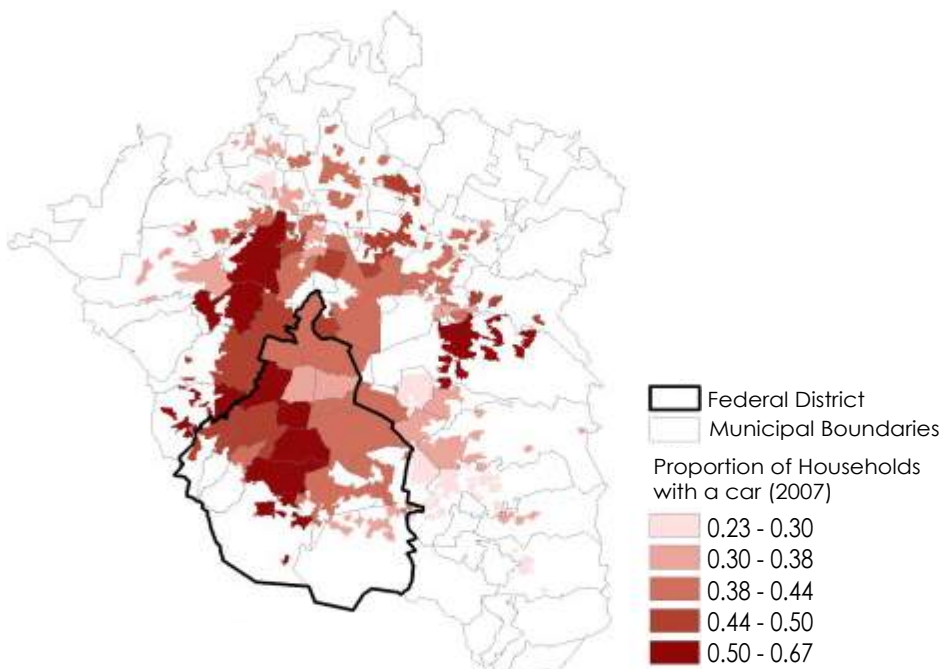 Federal District
Municipal Boundaries
Proportion of Households
with a car (2007)
0.23 - 0.30
0.30 - 0.38
0.38 - 0.44
0.44 - 0.50
0.50 - 0.67